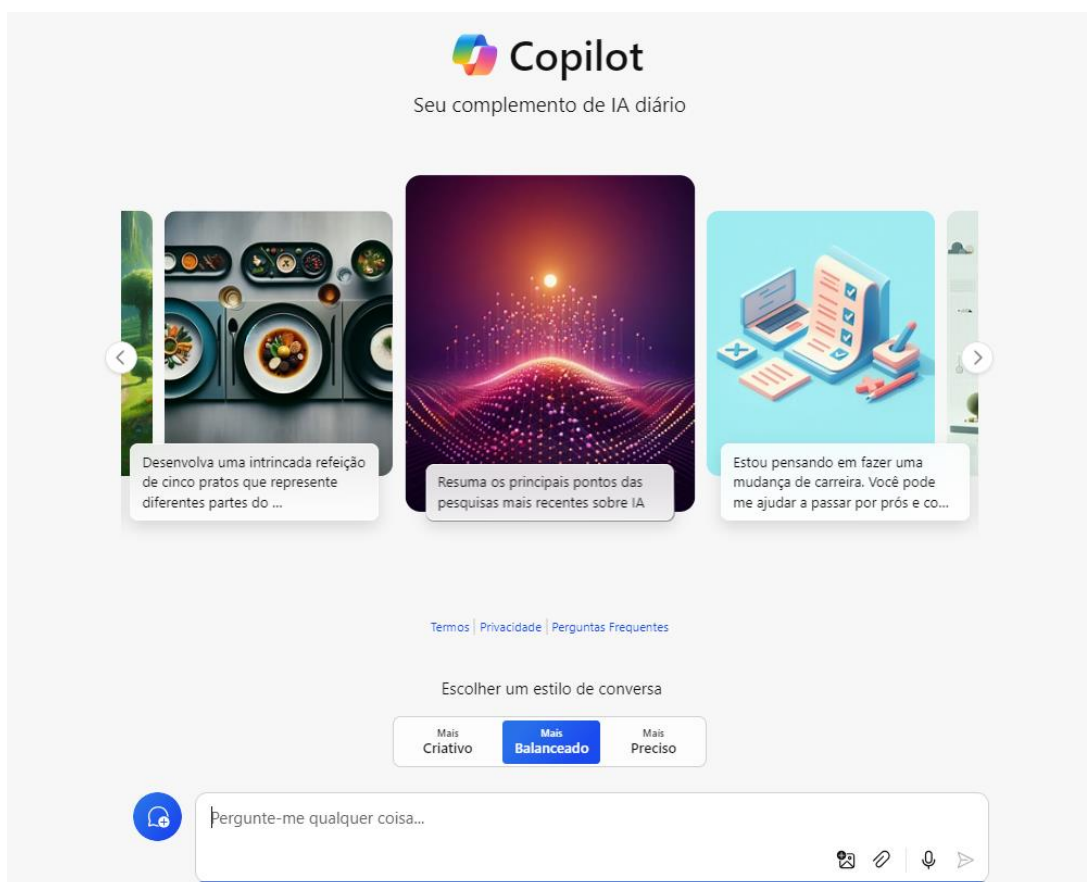 Copilot
Seu complemento de IA diário
Desenvolva uma intrincada refeição
de cinco pratos que represente
diferentes partes do ...
Resuma os principais pontos das
pesquisas mais recentes sobre IA
Estou pensando em fazer uma
mudança de carreira. Você pode
me ajudar a passar por prós e co...
Termos | Privacidade | Perguntas Frequentes
Escolher um estilo de conversa
Mais Criativo
Mais Balanceado
Mais Preciso
Pergunte-me qualquer coisa...